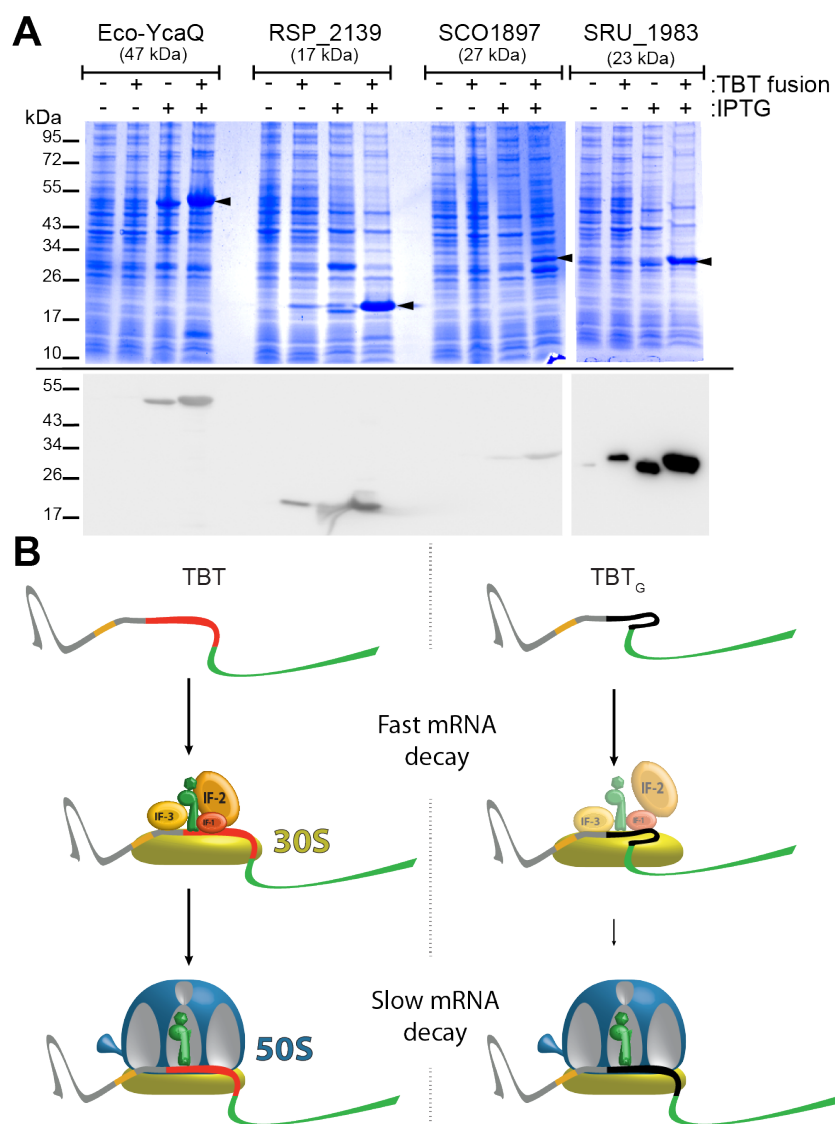 A
Eco-YcaQ RSP_2139 SCO1897 SRU_1983
(47 kDa) (17 kDa) (27 kDa) (23 kDa)
- + - + - + - + - + - + - + - + :TBT fusion
- - + + - - + + - - + + - - + + :IPTG
kDa
95
72
55
43
34
26
17
10
55
43
34
26
17
B
TBT TBTG
Fast mRNA
decay
IF-2 IF-2
IF-3 IF-1 IF-3 IF-1
30S
Slow mRNA
decay
50S